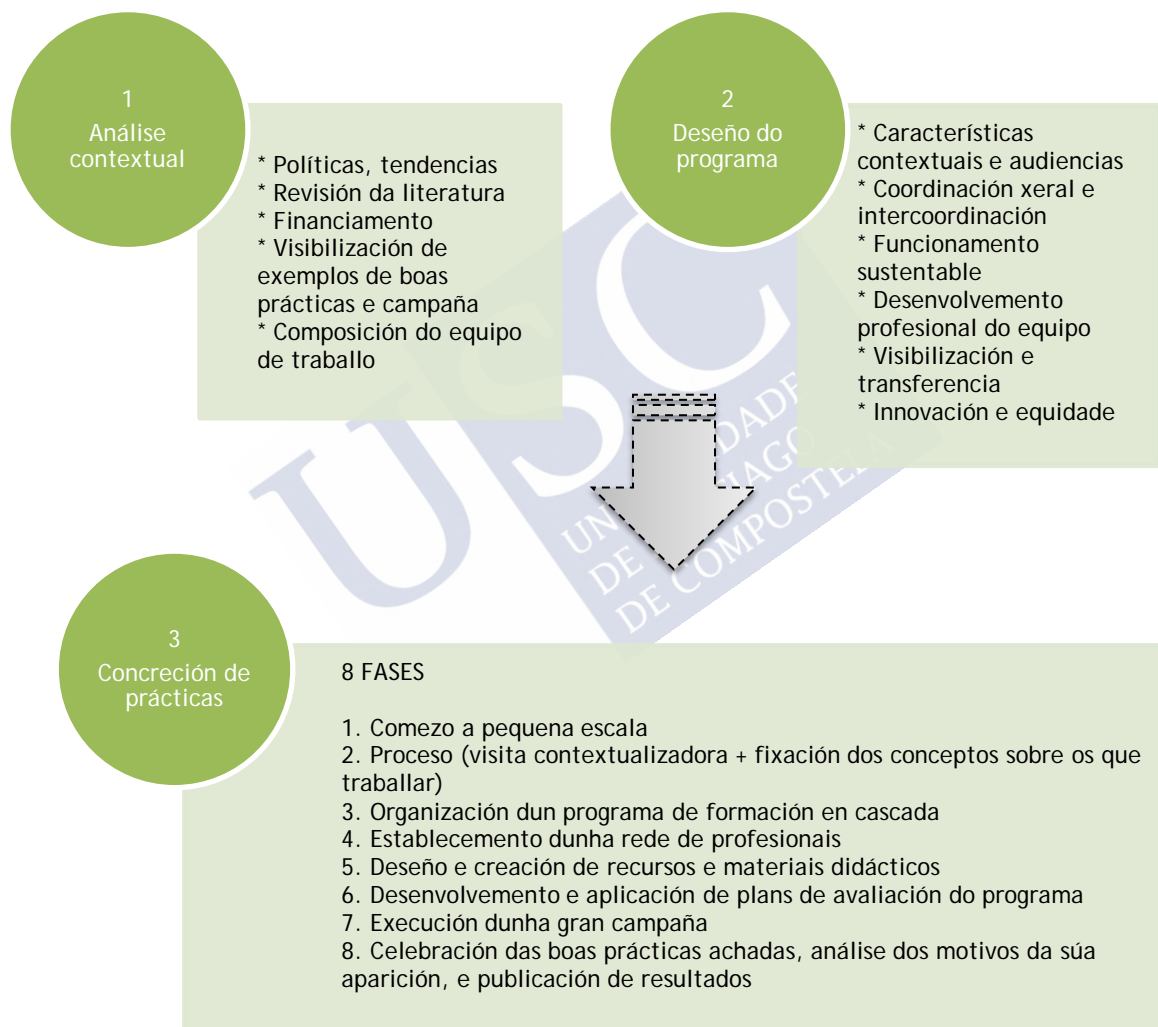 1
Análise
contextual
* Políticas, tendencias
* Revisión da literatura
* Financiamento
* Visibilización de
exemplos de boas
prácticas e campaña
* Composición do equipo
de traballo
2
Deseño do
programa
* Características
contextuais e audiencias
* Coordinación xeral e
intercoordinación
* Funcionamento
sustentable
* Desenvolvemento
profesional do equipo
* Visibilización e
transferencia
* Innovación e equidade
USC
DE
DE COMPOSTELA
3
Concreción de
prácticas
8 FASES
1. Comezo a pequena escala
2. Proceso (visita contextualizadora + fixación dos conceptos sobre os que
traballar)
3. Organización dun programa de formación en cascada
4. Establecemento dunha rede de profesionais
5. Deseño e creación de recursos e materiais didácticos
6. Desenvolvemento e aplicación de plans de avaliación do programa
7. Execución dunha gran campaña
8. Celebración das boas prácticas achadas, análise dos motivos da súa
aparición, e publicación de resultados